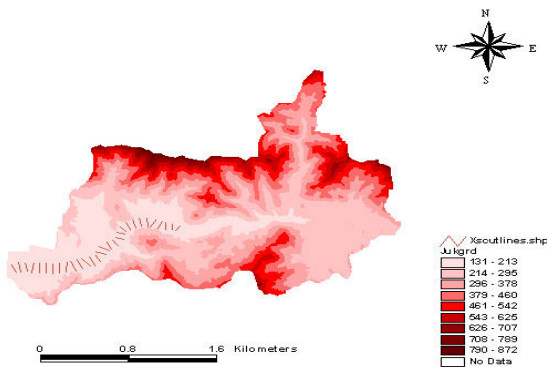 N
W E
S
Xscutlines.shp
Jukgrd
131 - 213
214 - 295
296 - 378
379 - 460
461 - 542
543 - 625
626 - 707
708 - 789
790 - 872
No Data
0 0.8 1.6 Kilometers